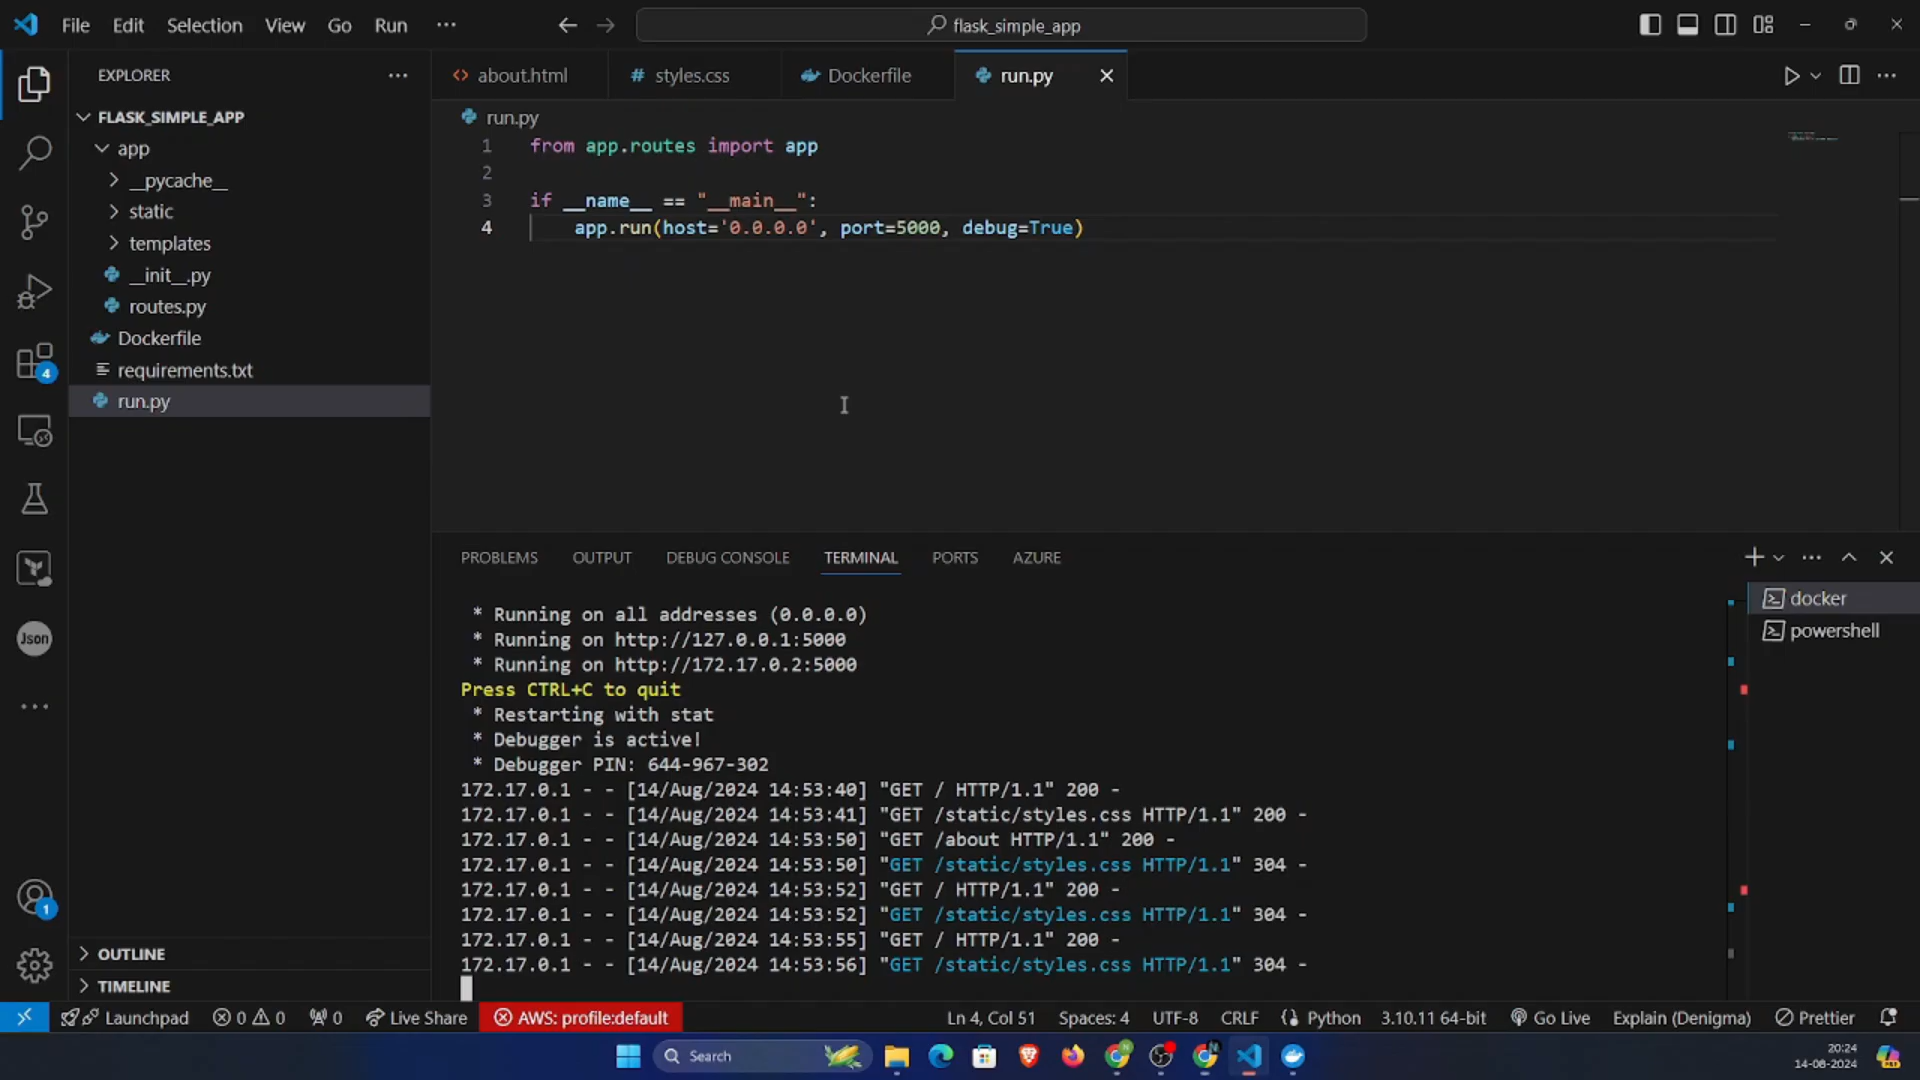 File Edit Selection View Go Run ··· flask_simple_app
EXPLORER ···
about.html # styles.css Dockerfile run.py
FLASK_SIMPLE_APP
run.py
app
__pycache__
static
templates
__init__.py
routes.py
Dockerfile
requirements.txt
run.py
1 from app.routes import app
2
3 if __name__ == "__main__":
4 app.run(host='0.0.0.0', port=5000, debug=True)
4
Json
1
OUTLINE
TIMELINE
PROBLEMS OUTPUT DEBUG CONSOLE TERMINAL PORTS AZURE
docker
powershell
* Running on all addresses (0.0.0.0)
* Running on http://127.0.0.1:5000
* Running on http://172.17.0.2:5000
Press CTRL+C to quit
* Restarting with stat
* Debugger is active!
* Debugger PIN: 644-967-302
172.17.0.1 - - [14/Aug/2024 14:53:40] "GET / HTTP/1.1" 200 -
172.17.0.1 - - [14/Aug/2024 14:53:41] "GET /static/styles.css HTTP/1.1" 200 -
172.17.0.1 - - [14/Aug/2024 14:53:50] "GET /about HTTP/1.1" 200 -
172.17.0.1 - - [14/Aug/2024 14:53:50] "GET /static/styles.css HTTP/1.1" 304 -
172.17.0.1 - - [14/Aug/2024 14:53:52] "GET / HTTP/1.1" 200 -
172.17.0.1 - - [14/Aug/2024 14:53:52] "GET /static/styles.css HTTP/1.1" 304 -
172.17.0.1 - - [14/Aug/2024 14:53:55] "GET / HTTP/1.1" 200 -
172.17.0.1 - - [14/Aug/2024 14:53:56] "GET /static/styles.css HTTP/1.1" 304 -
Launchpad 0 0 0 Live Share AWS: profile:default Ln 4, Col 51 Spaces: 4 UTF-8 CRLF Python 3.10.11 64-bit Go Live Explain (Denigma) Prettier
Search
20:24
14-08-2024